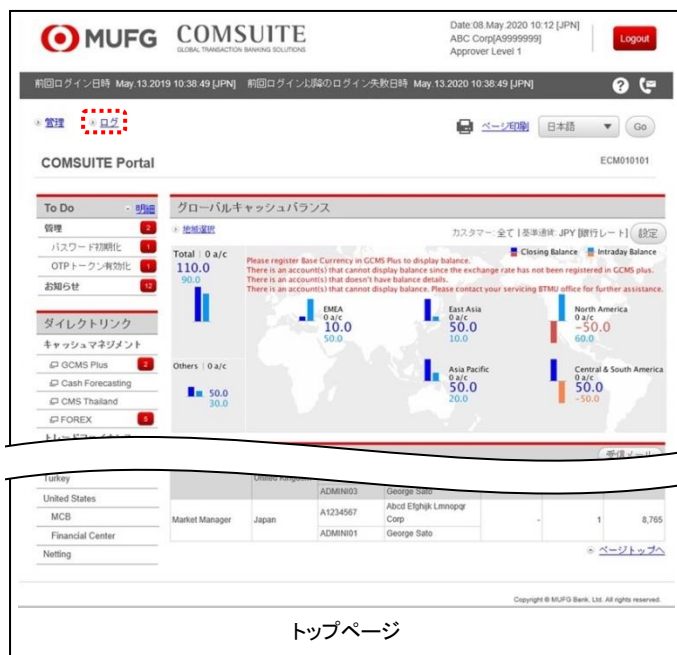 MUFG
COMSUITE
GLOBAL TRANSACTION BANKING SOLUTIONS
Date:08.May 2020 10:12 [JPN]
ABC Corp[A9999999]
Approver Level 1
Logout
前回ログイン日時 May.13.2019 10:38:49 [JPN] 前回ログイン以降のログイン失敗日時 May.13.2020 10:38:49 [JPN]
管理 ログ
ページ印刷 日本語 Go
COMSUITE Portal
ECM010101
To Do 明細
管理 2
パスワード初期化 1
OTPトークン有効化 1
お知らせ 12
ダイレクトリンク
キャッシュマネジメント
GCMS Plus 2
Cash Forecasting
CMS Thailand
FOREX 5
グローバルキャッシュバランス
地域選択
カスタマー: 全て | 基準通貨: JPY [銀行レート] 設定
Closing Balance Intraday Balance
Total | 0 a/c
110.0
90.0
Please register Base Currency in GCMS Plus to display balance.
There is an account(s) that cannot display balance since the exchange rate has not been registered in GCMS plus.
There is an account(s) that doesn't have balance details.
There is an account(s) that cannot display balance. Please contact your servicing BTMU office for further assistance.
EMEA
0 a/c
10.0
50.0
East Asia
0 a/c
50.0
10.0
North America
0 a/c
-50.0
60.0
Others | 0 a/c
50.0
30.0
Asia Pacific
0 a/c
50.0
20.0
Central & South America
0 a/c
50.0
-50.0
受信メール
Turkey
United States
MCB
Financial Center
Netting
United Kingdom
ADMINI03 George Sato
Market Manager Japan
A1234567 Abcd Efghijk Lmnopqr Corp
- 1 8,765
ADMINI01 George Sato
ページトップへ
Copyright © MUFG Bank, Ltd. All rights reserved.
トップページ